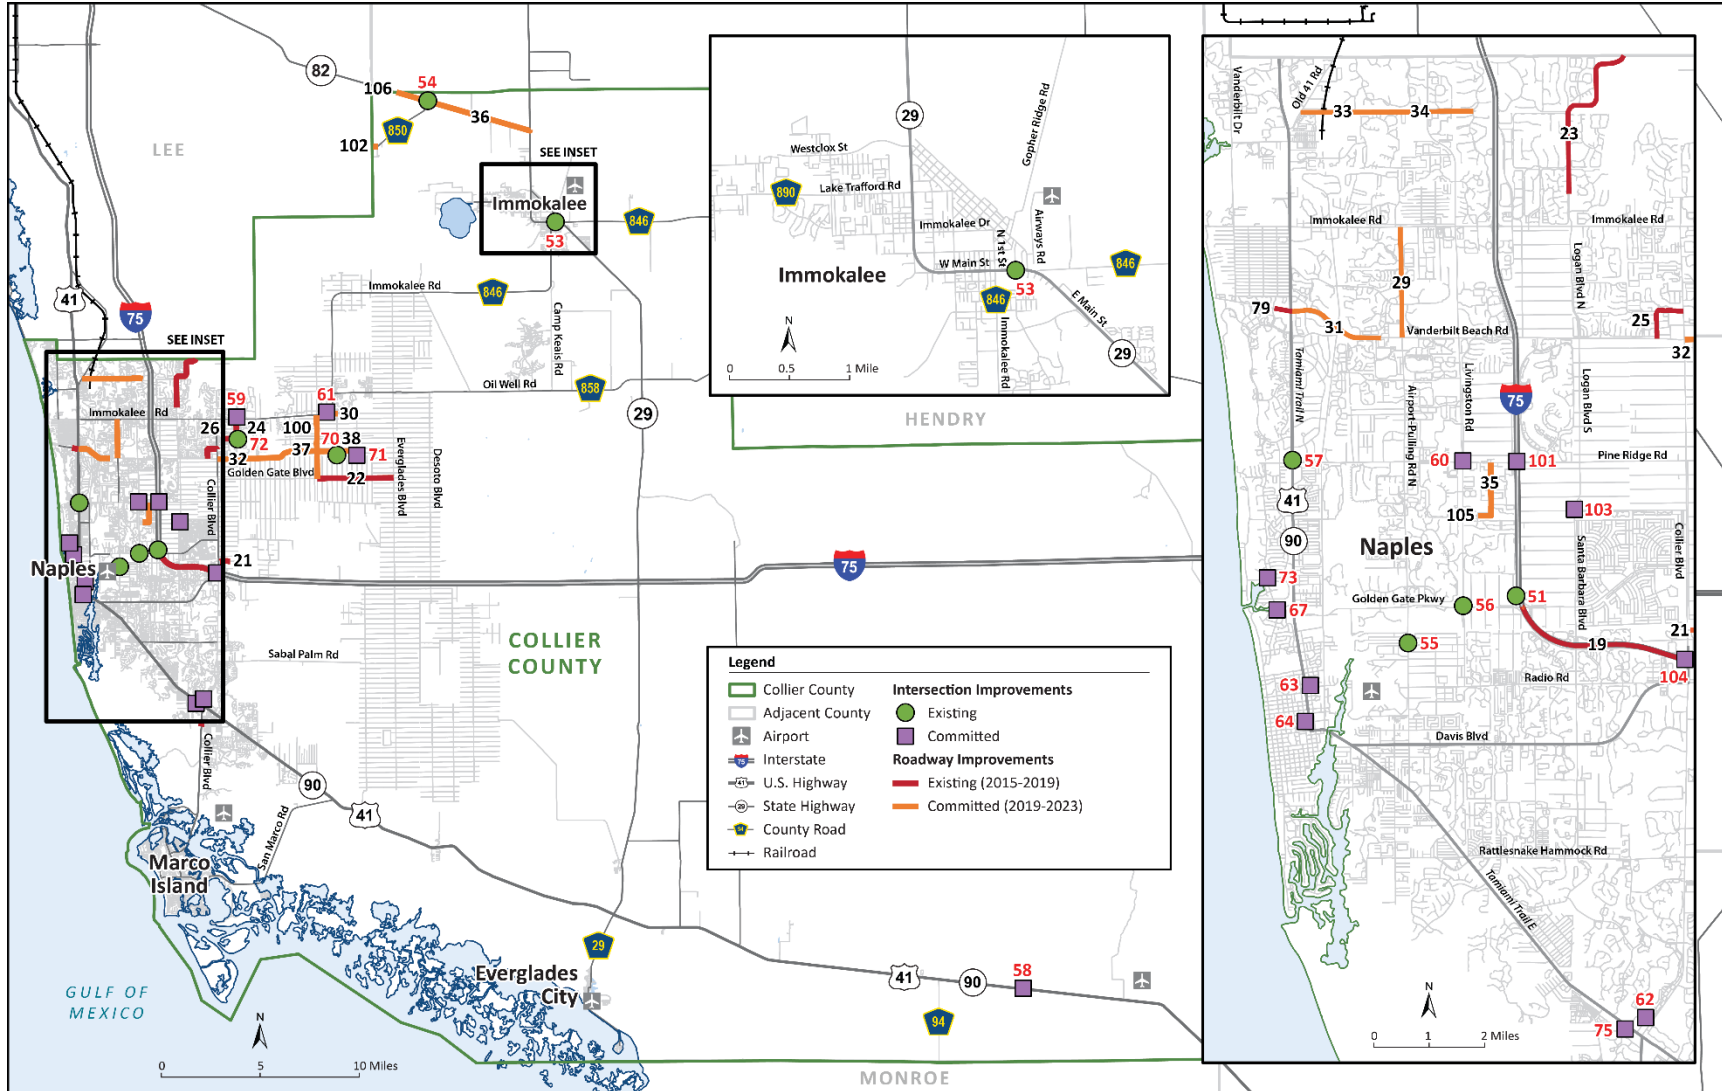 82
106
54
36
850
102
LEE
SEE INSET
Immokalee
846
53
41
75
Immokalee Rd
846
Camp Keais Rd
Oil Well Rd
858
29
SEE INSET
59
61
Immokalee Rd
30
26
24
72
100
70
38
71
37
32
Golden Gate Blvd
22
Everglades Blvd
Desoto Blvd
Collier Blvd
21
Naples
75
COLLIER
COUNTY
Sabal Palm Rd
Collier Blvd
90
41
San Marco Rd
Marco
Island
29
Everglades
City
41
90
58
94
GULF OF
MEXICO
N
0
5
10 Miles
MONROE
HENDRY
29
Gopher Ridge Rd
Westclox St
890
Lake Trafford Rd
Immokalee Dr
N 1st St
Airways Rd
W Main St
846
Immokalee
53
846
E Main St
Immokalee Rd
29
N
0
0.5
1 Mile
Legend
Collier County
Adjacent County
Airport
75
Interstate
41
U.S. Highway
29
State Highway
County Road
Railroad
Intersection Improvements
Existing
Committed
Roadway Improvements
Existing (2015-2019)
Committed (2019-2023)
Vanderbilt Dr
Old 41 Rd
33
34
23
Immokalee Rd
Immokalee Rd
Logan Blvd N
29
79
31
Vanderbilt Beach Rd
25
32
Tamiami Trail N
Livingston Rd
Airport-Pulling Rd N
75
Logan Blvd S
57
60
101
Pine Ridge Rd
41
35
105
103
90
Naples
Santa Barbara Blvd
Collier Blvd
73
67
Golden Gate Pkwy
56
51
55
19
21
Radio Rd
104
63
64
Davis Blvd
Rattlesnake Hammock Rd
Tamiami Trail E
62
75
N
0
1
2 Miles